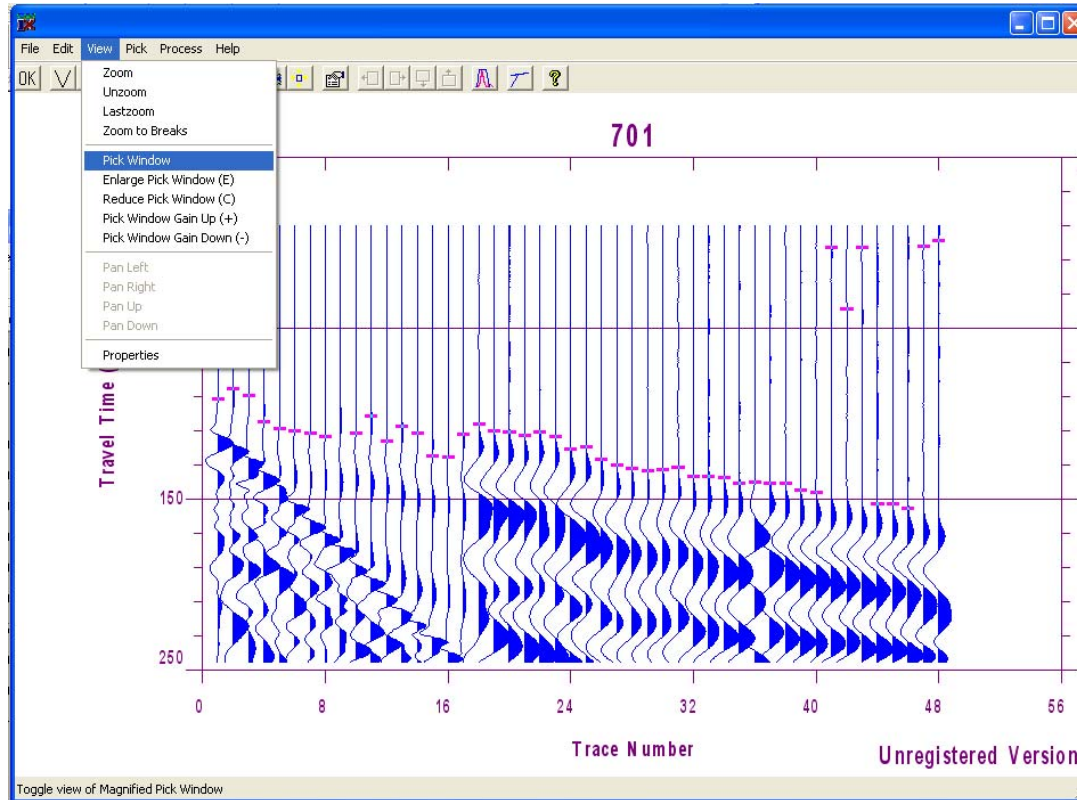 File Edit View Pick Process Help
OK
Zoom
Unzoom
Lastzoom
Zoom to Breaks
Pick Window
Enlarge Pick Window (E)
Reduce Pick Window (C)
Pick Window Gain Up (+)
Pick Window Gain Down (-)
Pan Left
Pan Right
Pan Up
Pan Down
Properties
701
Travel Time (
150
250
0 8 16 24 32 40 48 56
Trace Number
Unregistered Version
Toggle view of Magnified Pick Window